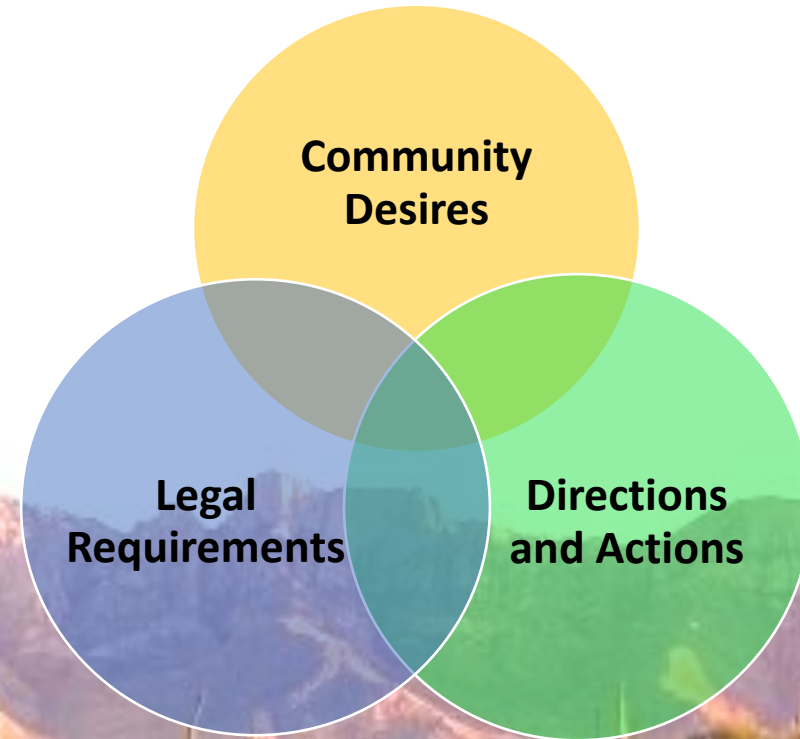 Community
Desires
Legal
Requirements
Directions
and Actions